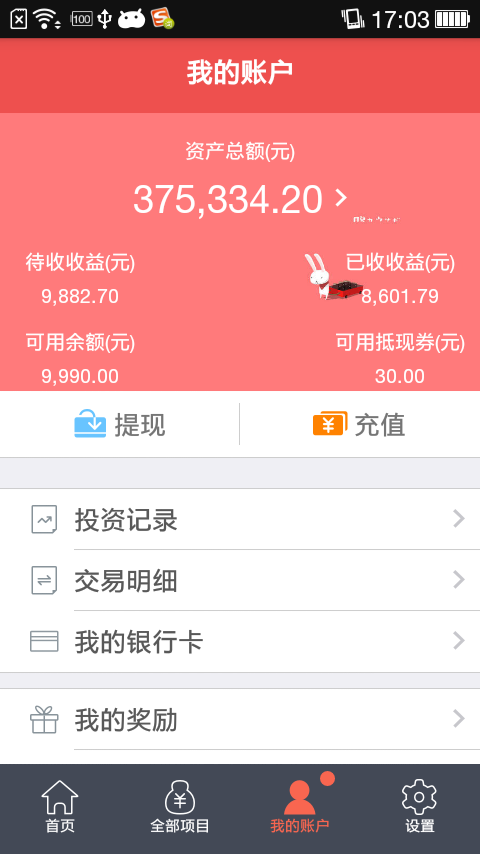 100
17:03
我的账户
资产总额(元)
375,334.20
待收收益(元)
已收收益(元)
9,882.70
8,601.79
可用余额(元)
可用抵现券(元)
9,990.00
30.00
提现
充值
投资记录
交易明细
我的银行卡
我的奖励
首页
全部项目
我的账户
设置